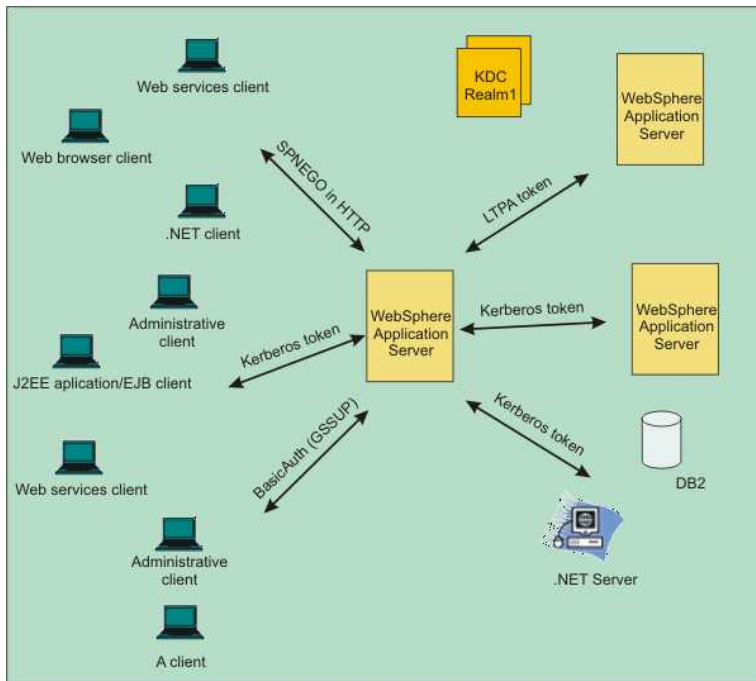 Web services client
KDC
Realm1
WebSphere
Application
Server
Web browser client
SPNEGO in HTTP
LTPA token
.NET client
WebSphere
Application
Server
Administrative
client
Kerberos token
Kerberos token
WebSphere
Application
Server
J2EE aplication/EJB client
BasicAuth (GSSUP)
Kerberos token
Web services client
DB2
Administrative
client
.NET Server
A client